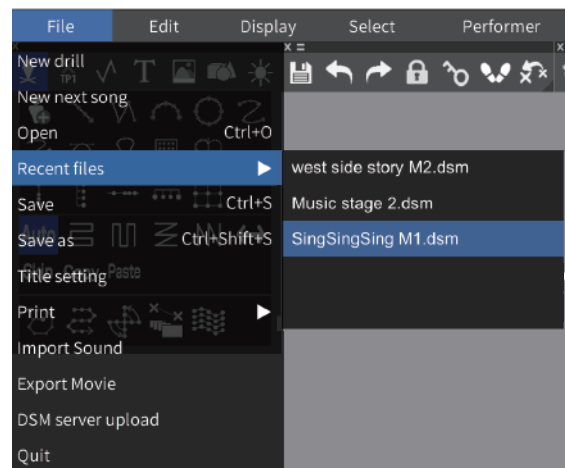 File Edit Display Select Performer
New drill
New next song
Open Ctrl+O
Recent files
west side story M2.dsm
Save Ctrl+S
Music stage 2.dsm
Save as Ctrl+Shift+S
SingSingSing M1.dsm
Title setting
Paste
Print
Import Sound
Export Movie
DSM server upload
Quit